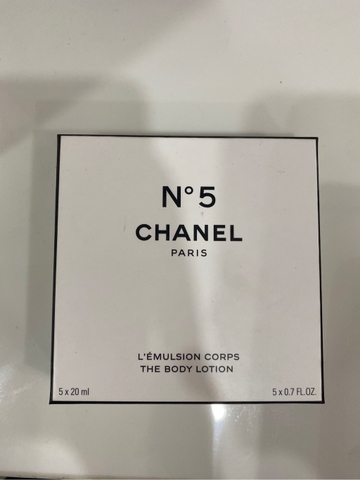 N°5
CHANEL
PARIS
L'ÉMULSION CORPS
THE BODY LOTION
5 x 20 ml 5 x 0.7 FL.OZ.